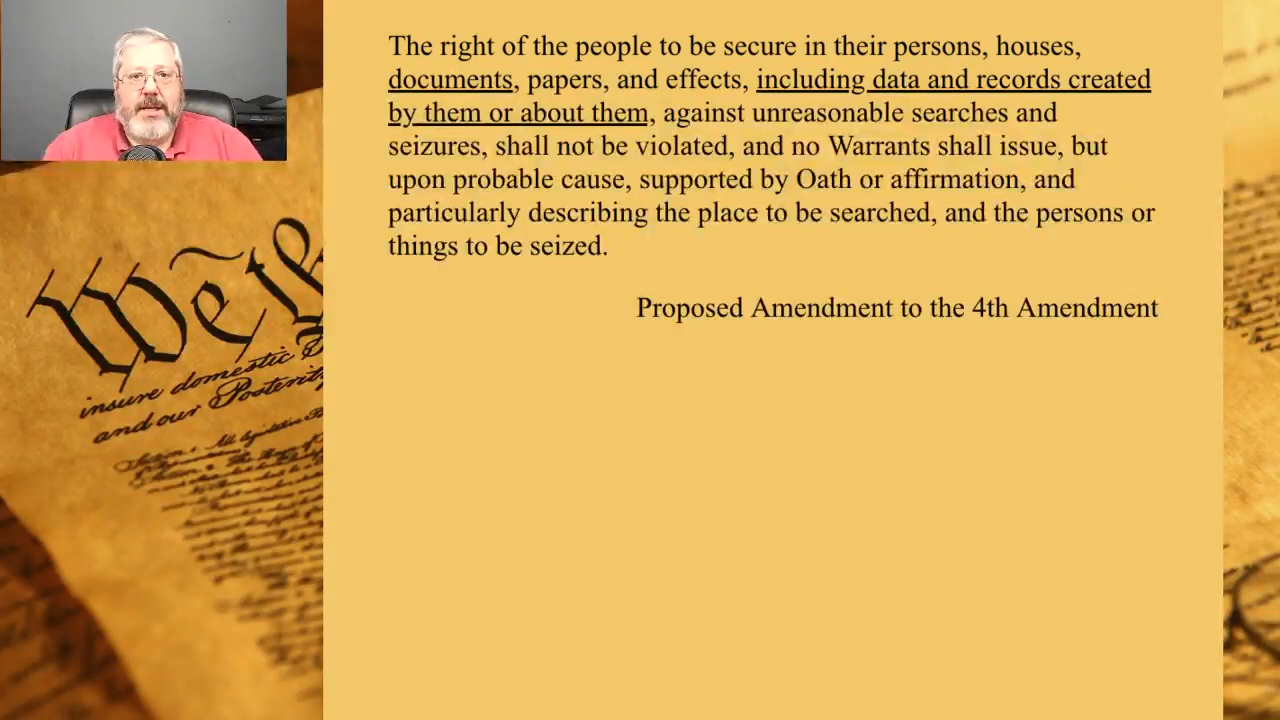 The right of the people to be secure in their persons, houses,
documents, papers, and effects, including data and records created
by them or about them, against unreasonable searches and
seizures, shall not be violated, and no Warrants shall issue, but
upon probable cause, supported by Oath or affirmation, and
particularly describing the place to be searched, and the persons or
things to be seized.
Proposed Amendment to the 4th Amendment
We th
insure domestic
and our Posterity